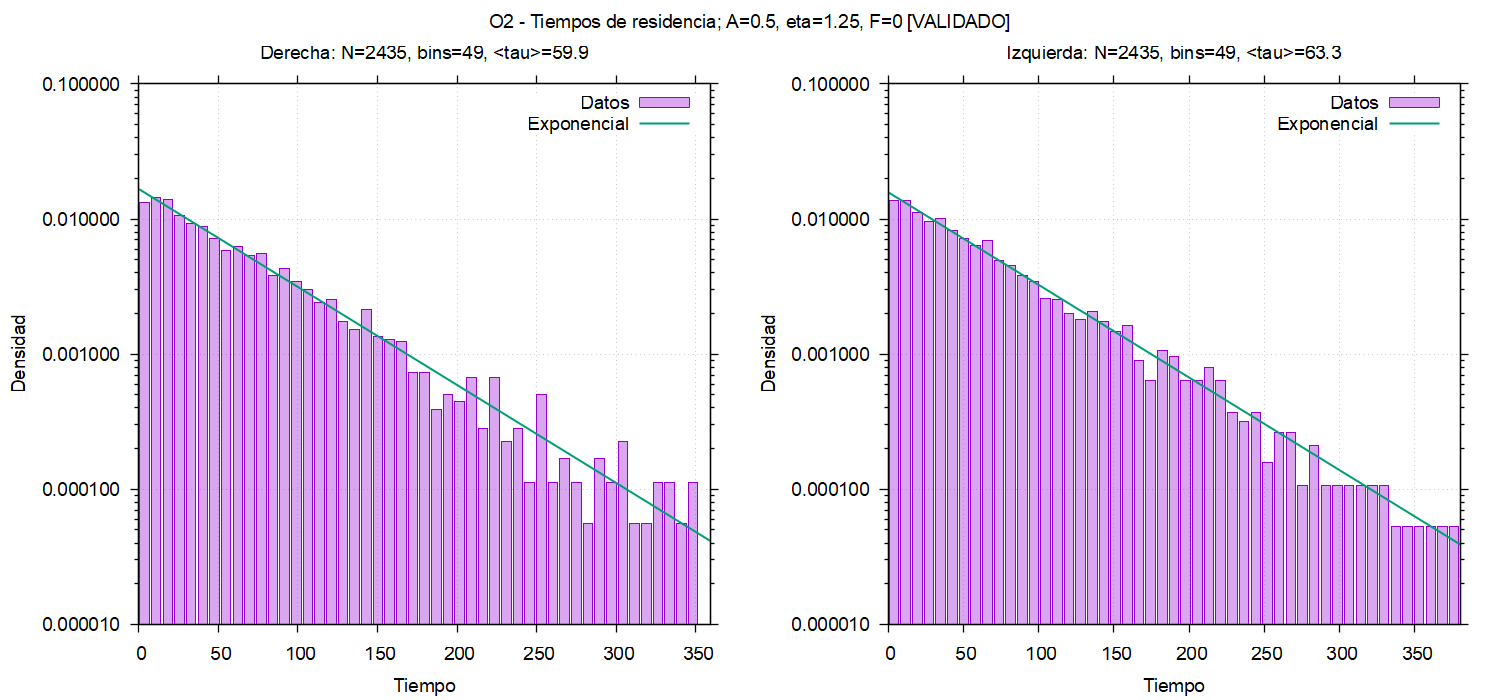 O2 - Tiempos de residencia; A=0.5, eta=1.25, F=0 [VALIDADO]
Derecha: N=2435, bins=49, <tau>=59.9
0.100000
0.010000
0.001000
0.000100
0.000010
Densidad
Datos
Exponencial
0 50 100 150 200 250 300 350
Tiempo
Izquierda: N=2435, bins=49, <tau>=63.3
0.100000
0.010000
0.001000
0.000100
0.000010
Densidad
Datos
Exponencial
0 50 100 150 200 250 300 350
Tiempo